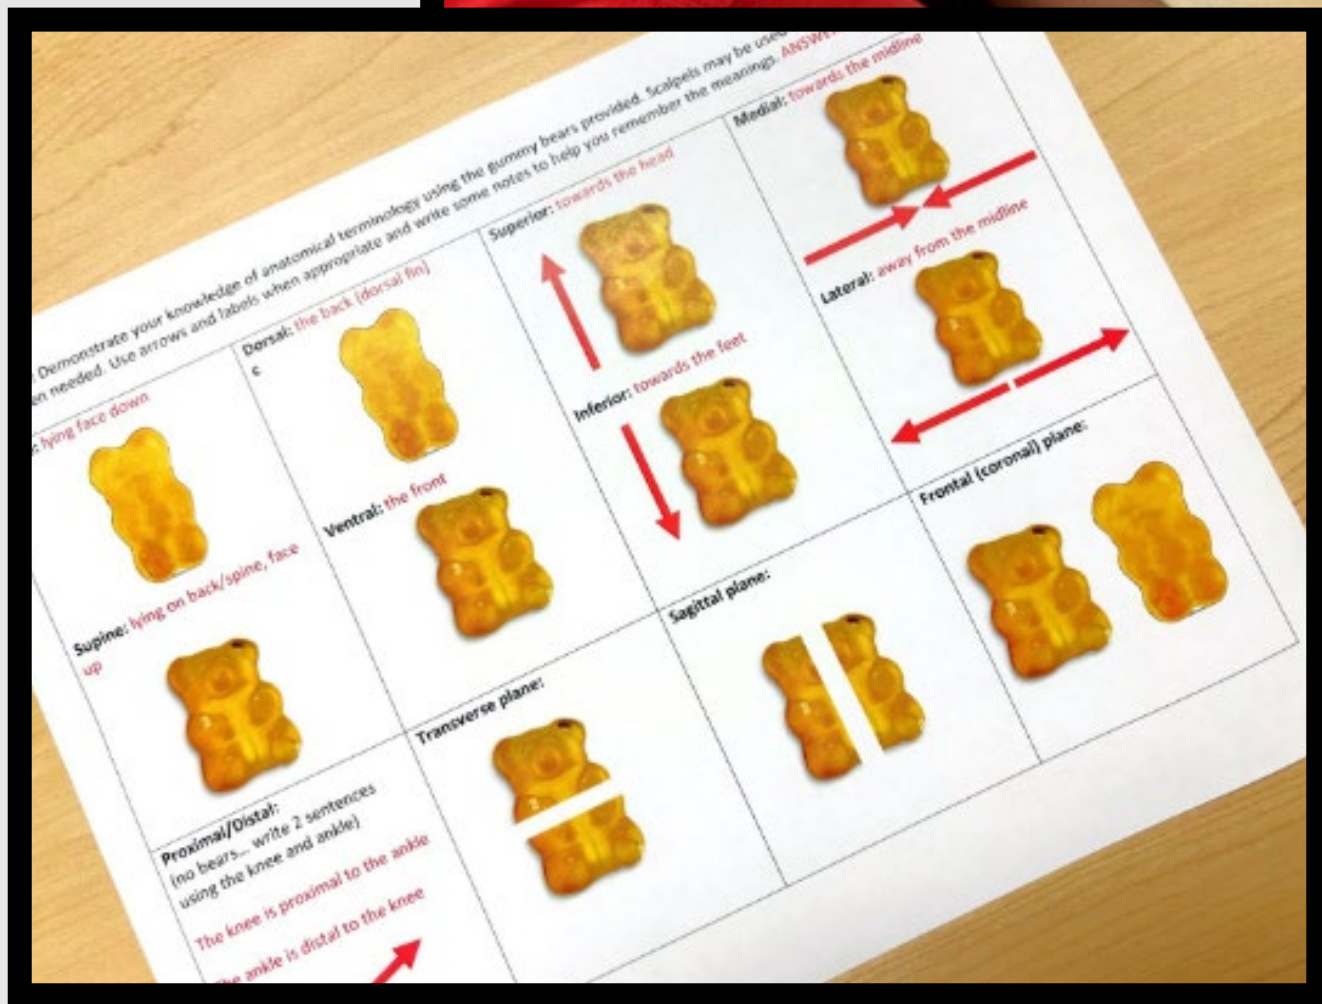 Demonstrate your knowledge of anatomical terminology using the gummy bears provided. Scalpels may be used
needed. Use arrows and labels when appropriate and write some notes to help you remember the meanings.
lying face down
Supine: lying on back/spine, face
up
Dorsal: the back (dorsal fin)
Ventral: the front
Superior: towards the head
Inferior: towards the feet
Medial: towards the midline
Lateral: away from the midline
Proximal/Distal:
(no bears... write 2 sentences
using the knee and ankle)
The knee is proximal to the ankle
The ankle is distal to the knee
Transverse plane:
Sagittal plane:
Frontal (coronal) plane: